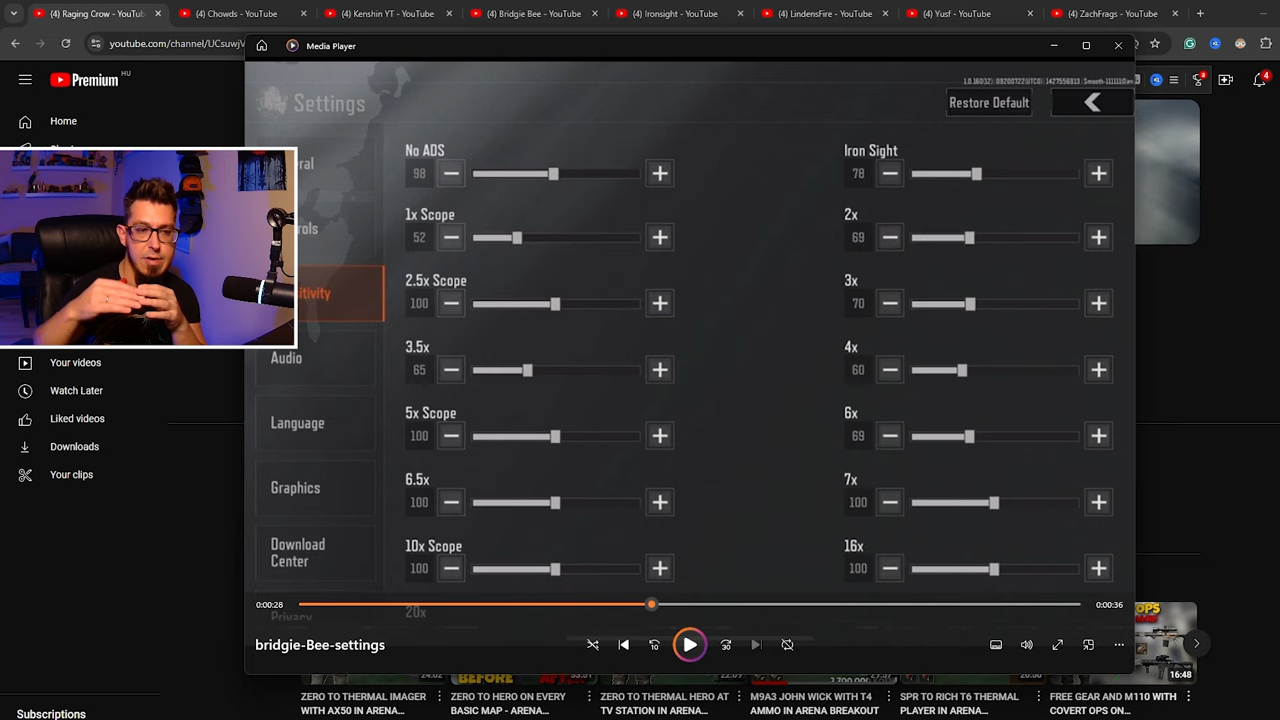 (4) Raging Crow - YouTub
(4) Chowds - YouTube
(4) Kenshin YT - YouTube
(4) Bridgie Bee - YouTube
(4) Ironsight - YouTube
(4) LindensFire - YouTube
(4) Yusf - YouTube
(4) ZachFrags - YouTube
youtube.com/channel/UCsuwjV
Media Player
Premium HU
4
Home
Settings
Restore Default
No ADS
98
Iron Sight
78
1x Scope
52
2x
69
2.5x Scope
100
3x
70
3.5x
65
4x
60
5x Scope
100
6x
69
6.5x
100
7x
100
10x Scope
100
16x
100
20x
eral
rols
itivity
Audio
Language
Graphics
Download
Center
Privacy
Your videos
Watch Later
Liked videos
Downloads
Your clips
Subscriptions
0:00:28
0:00:36
bridgie-Bee-settings
10
30
16:48
ZERO TO THERMAL IMAGER
WITH AX50 IN ARENA...
ZERO TO HERO ON EVERY
BASIC MAP - ARENA...
ZERO TO THERMAL HERO AT
TV STATION IN ARENA...
M9A3 JOHN WICK WITH T4
AMMO IN ARENA BREAKOUT
SPR TO RICH T6 THERMAL
PLAYER IN ARENA...
FREE GEAR AND M110 WITH
COVERT OPS ON...